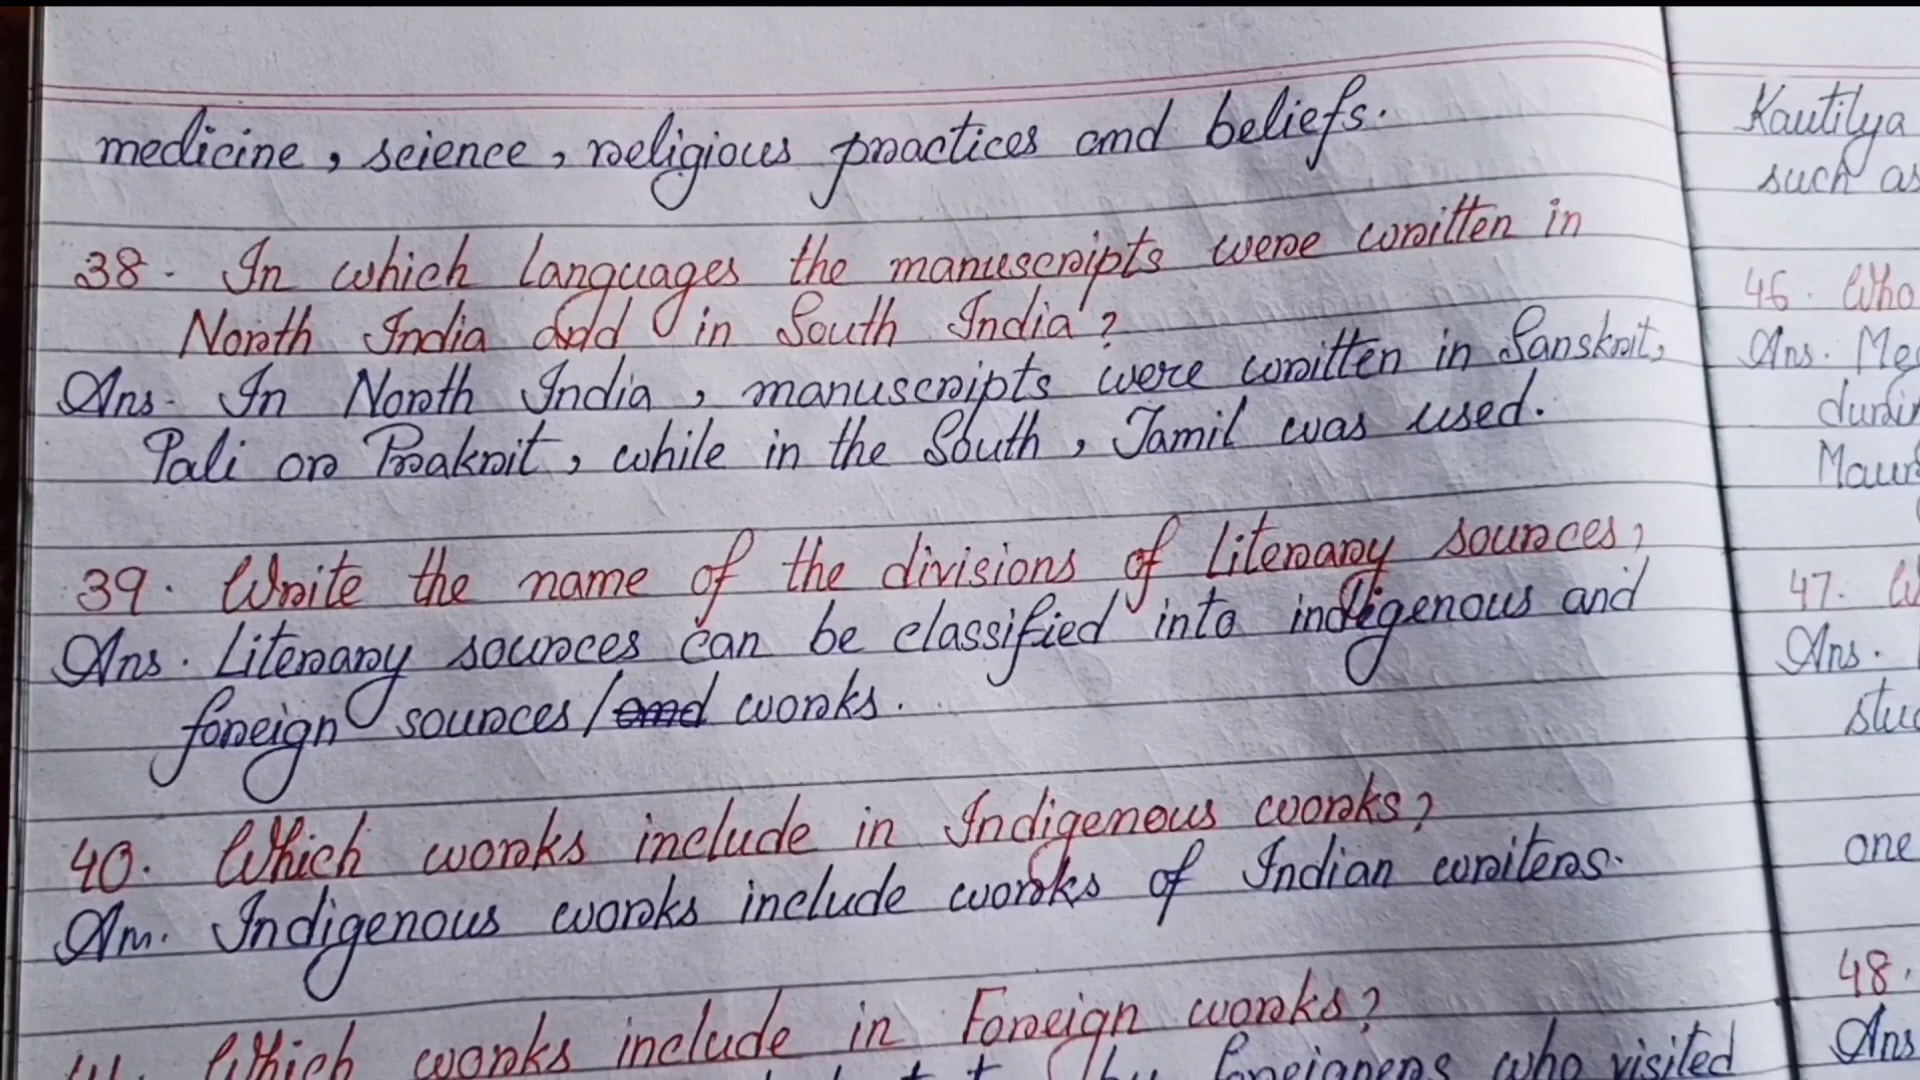 medicine, science, religious practices and beliefs.
38. In which languages the manuscripts were written in
North India and in South India?
Ans. In North India, manuscripts were written in Sanskrit,
Pali or Prakrit, while in the South, Tamil was used.
39. Write the name of the divisions of literary sources?
Ans. Literary sources can be classified into indigenous and
foreign sources/and works.
40. Which works include in Indigenous works?
Ans. Indigenous works include works of Indian writers.
41. Which works include in Foreign works?
by foreigners who visited
Kautilya
such as
46. Who
Ans.
47.
Ans.
one
48.
Ans